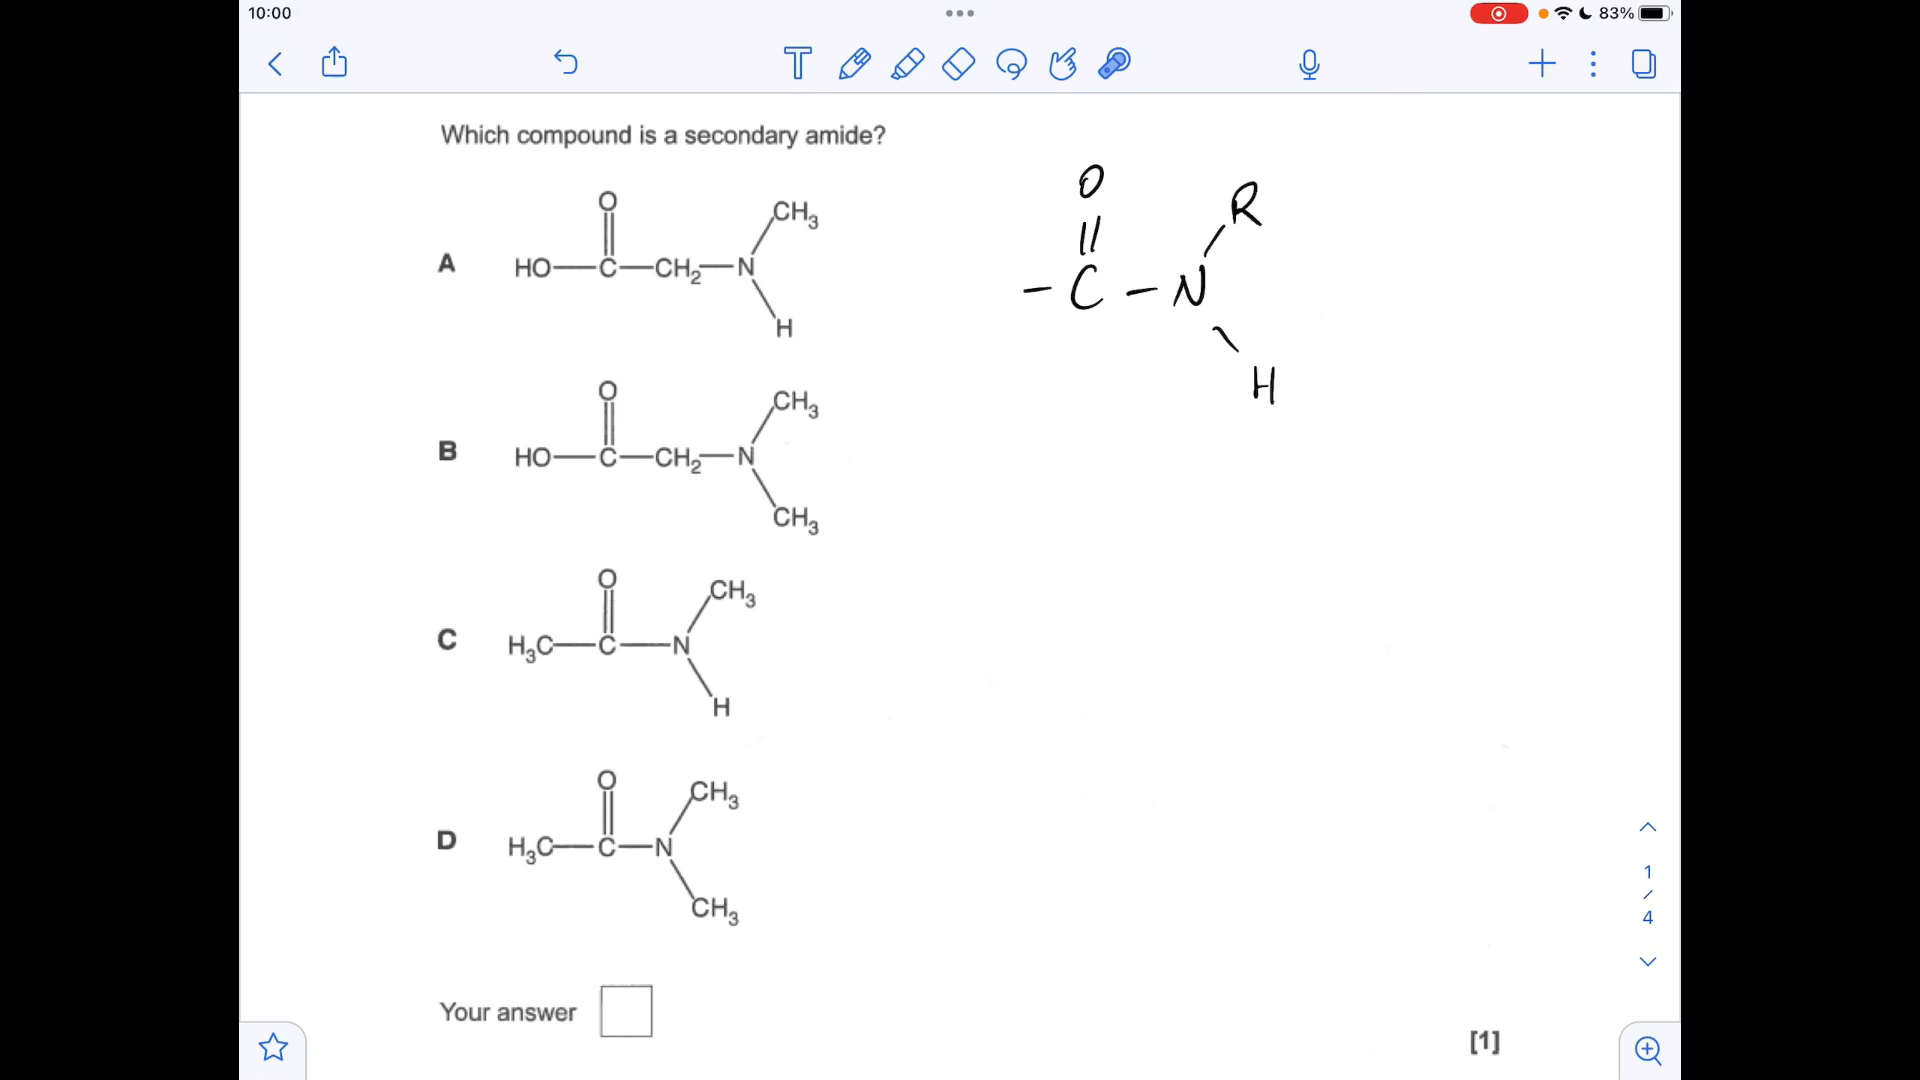 10:00
83%
T
Which compound is a secondary amide?
A
O
HO—C—CH₂—N
CH₃
H
B
O
HO—C—CH₂—N
CH₃
CH₃
C
O
H₃C—C—N
CH₃
H
D
O
H₃C—C—N
CH₃
CH₃
O
R
– C – N
H
Your answer
[1]
1
/
4